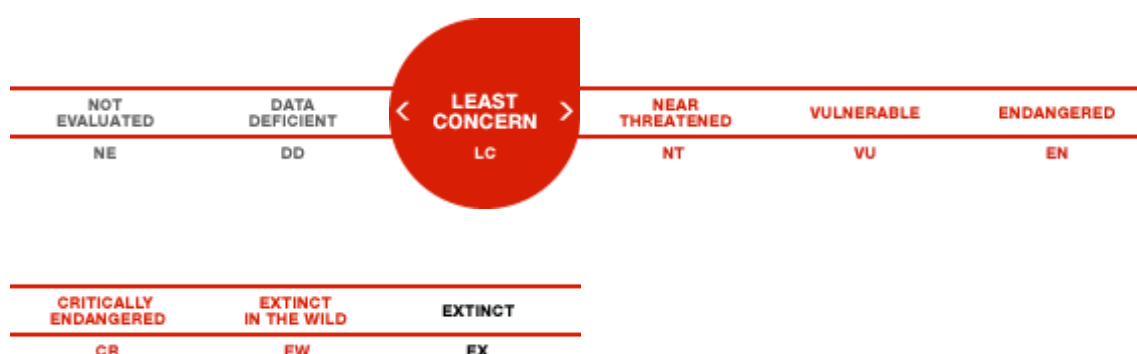 NOT
EVALUATED
NE
DATA
DEFICIENT
DD
< LEAST >
CONCERN
LC
NEAR
THREATENED
NT
VULNERABLE
VU
ENDANGERED
EN
CRITICALLY
ENDANGERED
CR
EXTINCT
IN THE WILD
EW
EXTINCT
EX